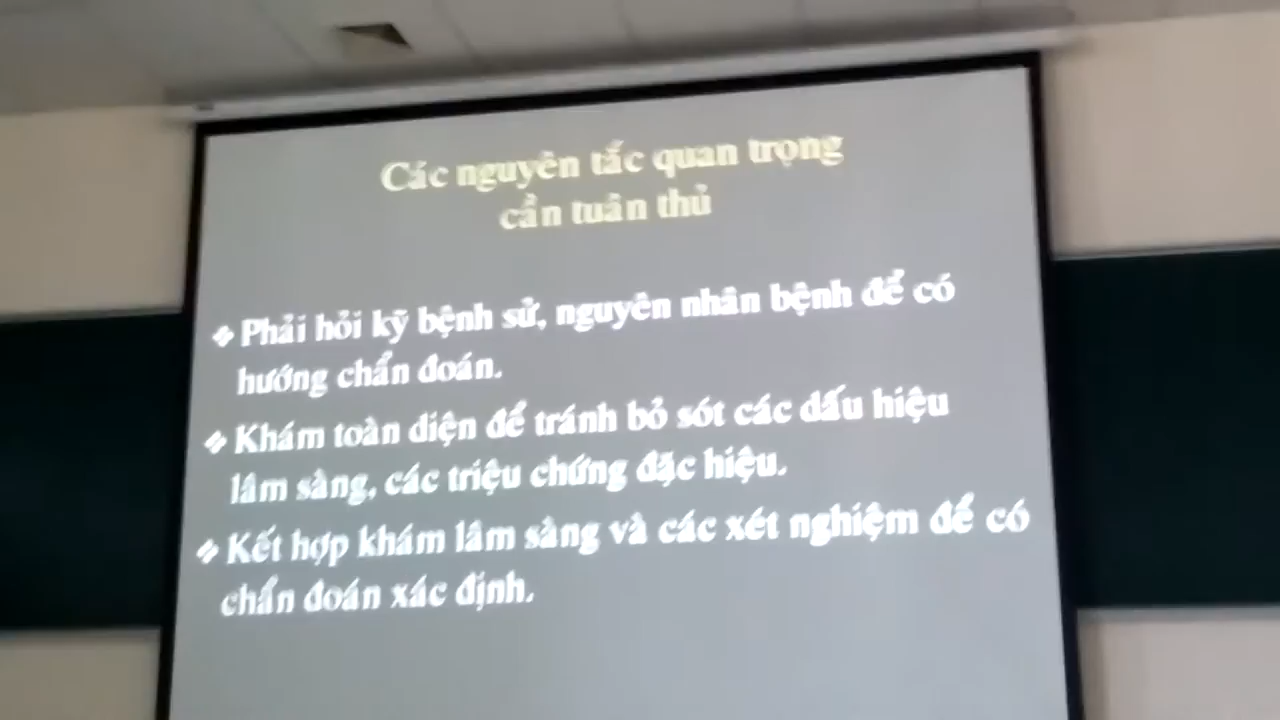 Các nguyên tắc quan trọng
cần tuân thủ
❖ Phải hỏi kỹ bệnh sử, nguyên nhân bệnh để có
hướng chẩn đoán.
❖ Khám toàn diện để tránh bỏ sót các dấu hiệu
lâm sàng, các triệu chứng đặc hiệu.
❖ Kết hợp khám lâm sàng và các xét nghiệm để có
chẩn đoán xác định.